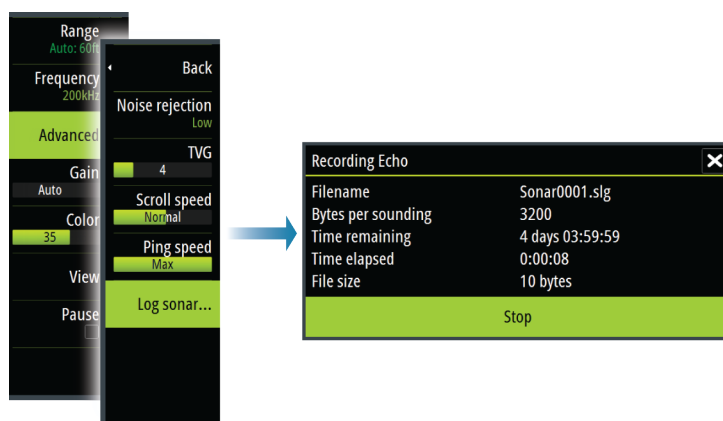 Range
Auto: 60ft
Frequency
200kHz
Advanced
Gain
Auto
Color
35
View
Pause
Back
Noise rejection
Low
TVG
4
Scroll speed
Normal
Ping speed
Max
Log sonar...
Recording Echo
Filename Sonar0001.slg
Bytes per sounding 3200
Time remaining 4 days 03:59:59
Time elapsed 0:00:08
File size 10 bytes
Stop